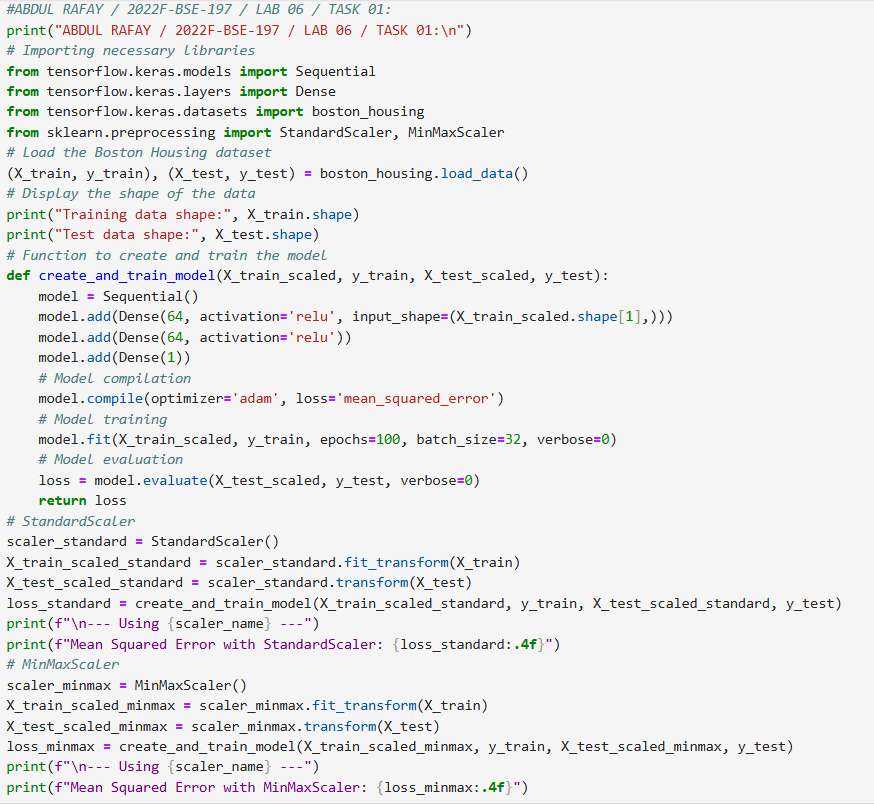 #ABDUL RAFAY / 2022F-BSE-197 / LAB 06 / TASK 01:
print("ABDUL RAFAY / 2022F-BSE-197 / LAB 06 / TASK 01:\n")
# Importing necessary libraries
from tensorflow.keras.models import Sequential
from tensorflow.keras.layers import Dense
from tensorflow.keras.datasets import boston_housing
from sklearn.preprocessing import StandardScaler, MinMaxScaler
# Load the Boston Housing dataset
(X_train, y_train), (X_test, y_test) = boston_housing.load_data()
# Display the shape of the data
print("Training data shape:", X_train.shape)
print("Test data shape:", X_test.shape)
# Function to create and train the model
def create_and_train_model(X_train_scaled, y_train, X_test_scaled, y_test):
    model = Sequential()
    model.add(Dense(64, activation='relu', input_shape=(X_train_scaled.shape[1],)))
    model.add(Dense(64, activation='relu'))
    model.add(Dense(1))
    # Model compilation
    model.compile(optimizer='adam', loss='mean_squared_error')
    # Model training
    model.fit(X_train_scaled, y_train, epochs=100, batch_size=32, verbose=0)
    # Model evaluation
    loss = model.evaluate(X_test_scaled, y_test, verbose=0)
    return loss
# StandardScaler
scaler_standard = StandardScaler()
X_train_scaled_standard = scaler_standard.fit_transform(X_train)
X_test_scaled_standard = scaler_standard.transform(X_test)
loss_standard = create_and_train_model(X_train_scaled_standard, y_train, X_test_scaled_standard, y_test)
print(f"\n--- Using {scaler_name} ---")
print(f"Mean Squared Error with StandardScaler: {loss_standard:.4f}")
# MinMaxScaler
scaler_minmax = MinMaxScaler()
X_train_scaled_minmax = scaler_minmax.fit_transform(X_train)
X_test_scaled_minmax = scaler_minmax.transform(X_test)
loss_minmax = create_and_train_model(X_train_scaled_minmax, y_train, X_test_scaled_minmax, y_test)
print(f"\n--- Using {scaler_name} ---")
print(f"Mean Squared Error with MinMaxScaler: {loss_minmax:.4f}")